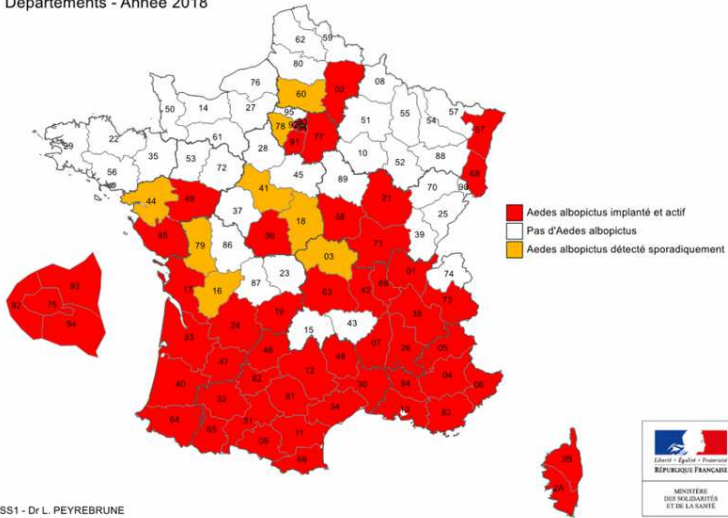 Départements - Année 2018
62 59
80
76 02 08
60
50 14 27 95 51 55 54 57 67
78 77
61 91
29 22 28 10 88 68
35 53 52
56 72 45 89 70 90
41 21
44 49 25
37 18 58
85 79 86 36 39
71
03
93 01 74
92 75 16 87 23 63 42 69
94 17 73
19 38
24 15 43
33 07 26 05
46 48
47 12
82 04
40 30 84 06
32 81
34 13 83
64 31
65 11
09
66
2B
2A
Aedes albopictus implanté et actif
Pas d'Aedes albopictus
Aedes albopictus détecté sporadiquement
Liberté • Égalité • Fraternité
RÉPUBLIQUE FRANÇAISE
MINISTÈRE
DES SOLIDARITÉS
ET DE LA SANTÉ
SS1 - Dr L. PEYREBRUNE